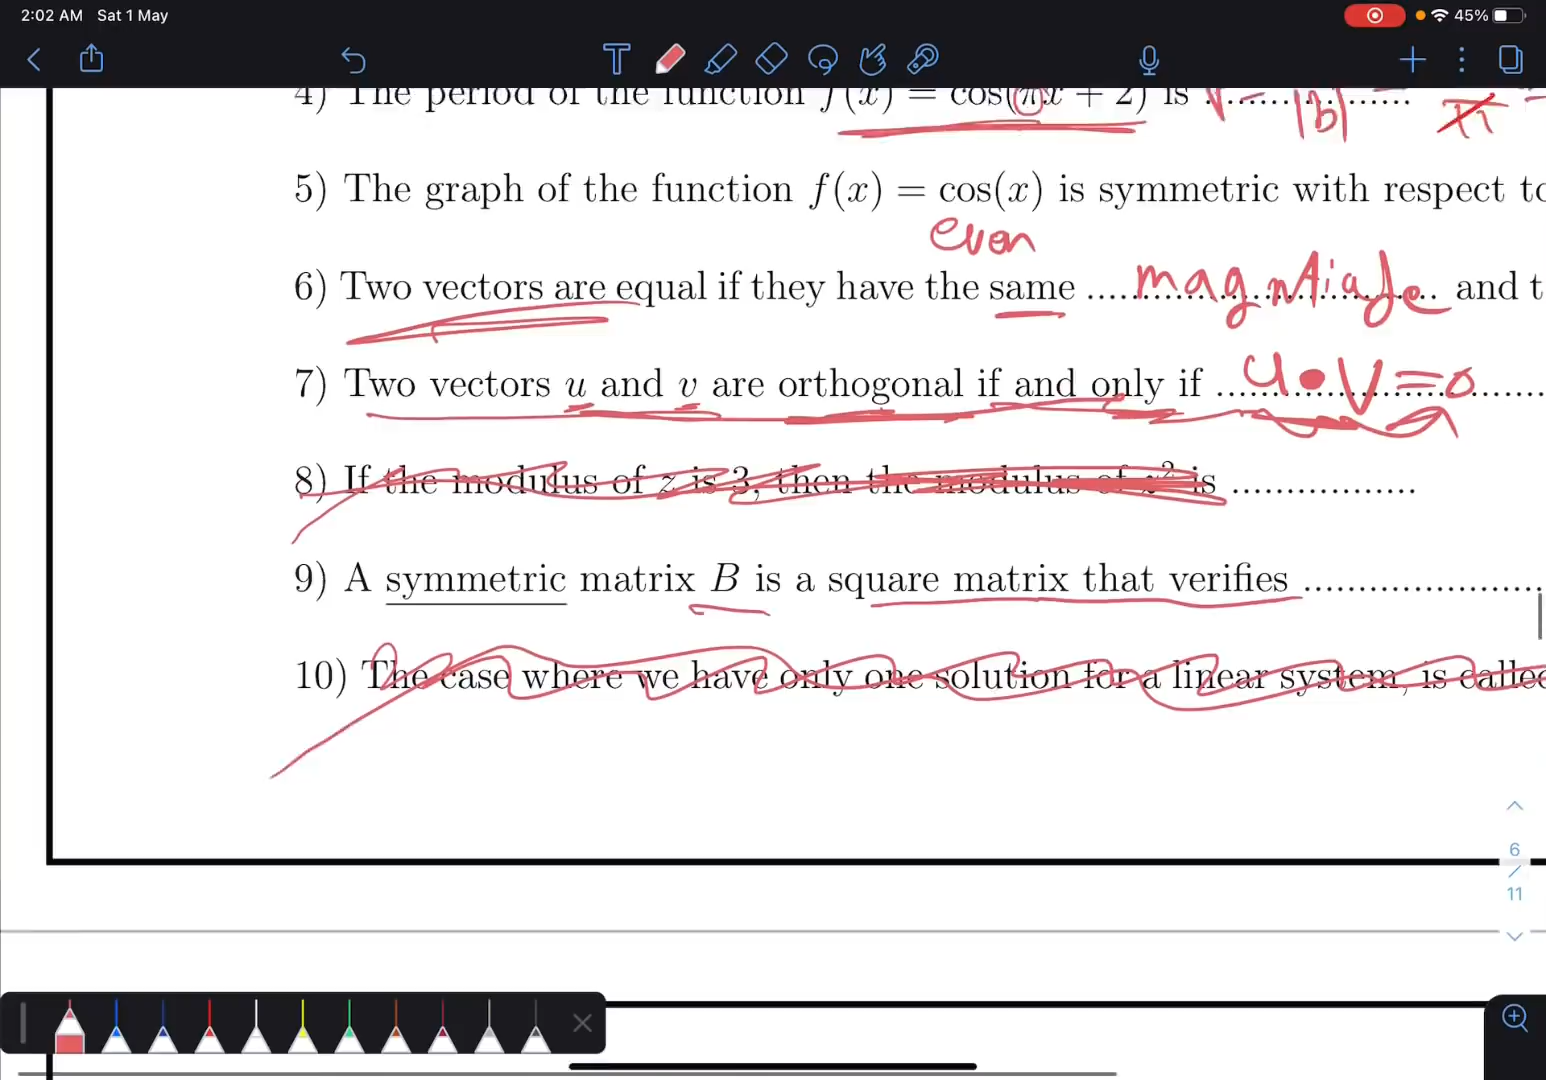 2:02 AM Sat 1 May 45%
4) The period of the function f(x) = cos(πx + 2) is .................. |b| π
5) The graph of the function f(x) = cos(x) is symmetric with respect to
even
6) Two vectors are equal if they have the same .................. and t
7) Two vectors u and v are orthogonal if and only if .... u • v = 0 ........
8) If the modulus of z is 3, then the modulus of z² is .................
9) A symmetric matrix B is a square matrix that verifies ......................
10) The case where we have only one solution for a linear system, is calle
6
/
11